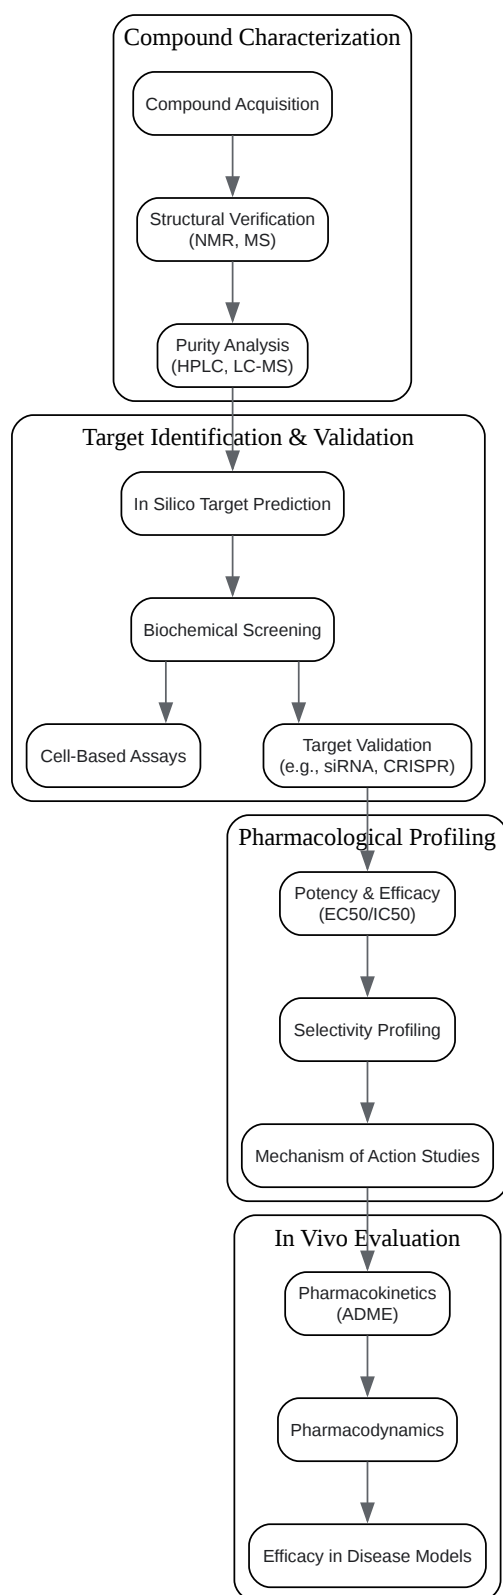 Compound Characterization
Compound Acquisition
Structural Verification
(NMR, MS)
Purity Analysis
(HPLC, LC-MS)
Target Identification & Validation
In Silico Target Prediction
Biochemical Screening
Cell-Based Assays
Target Validation
(e.g., siRNA, CRISPR)
Pharmacological Profiling
Potency & Efficacy
(EC50/IC50)
Selectivity Profiling
Mechanism of Action Studies
In Vivo Evaluation
Pharmacokinetics
(ADME)
Pharmacodynamics
Efficacy in Disease Models